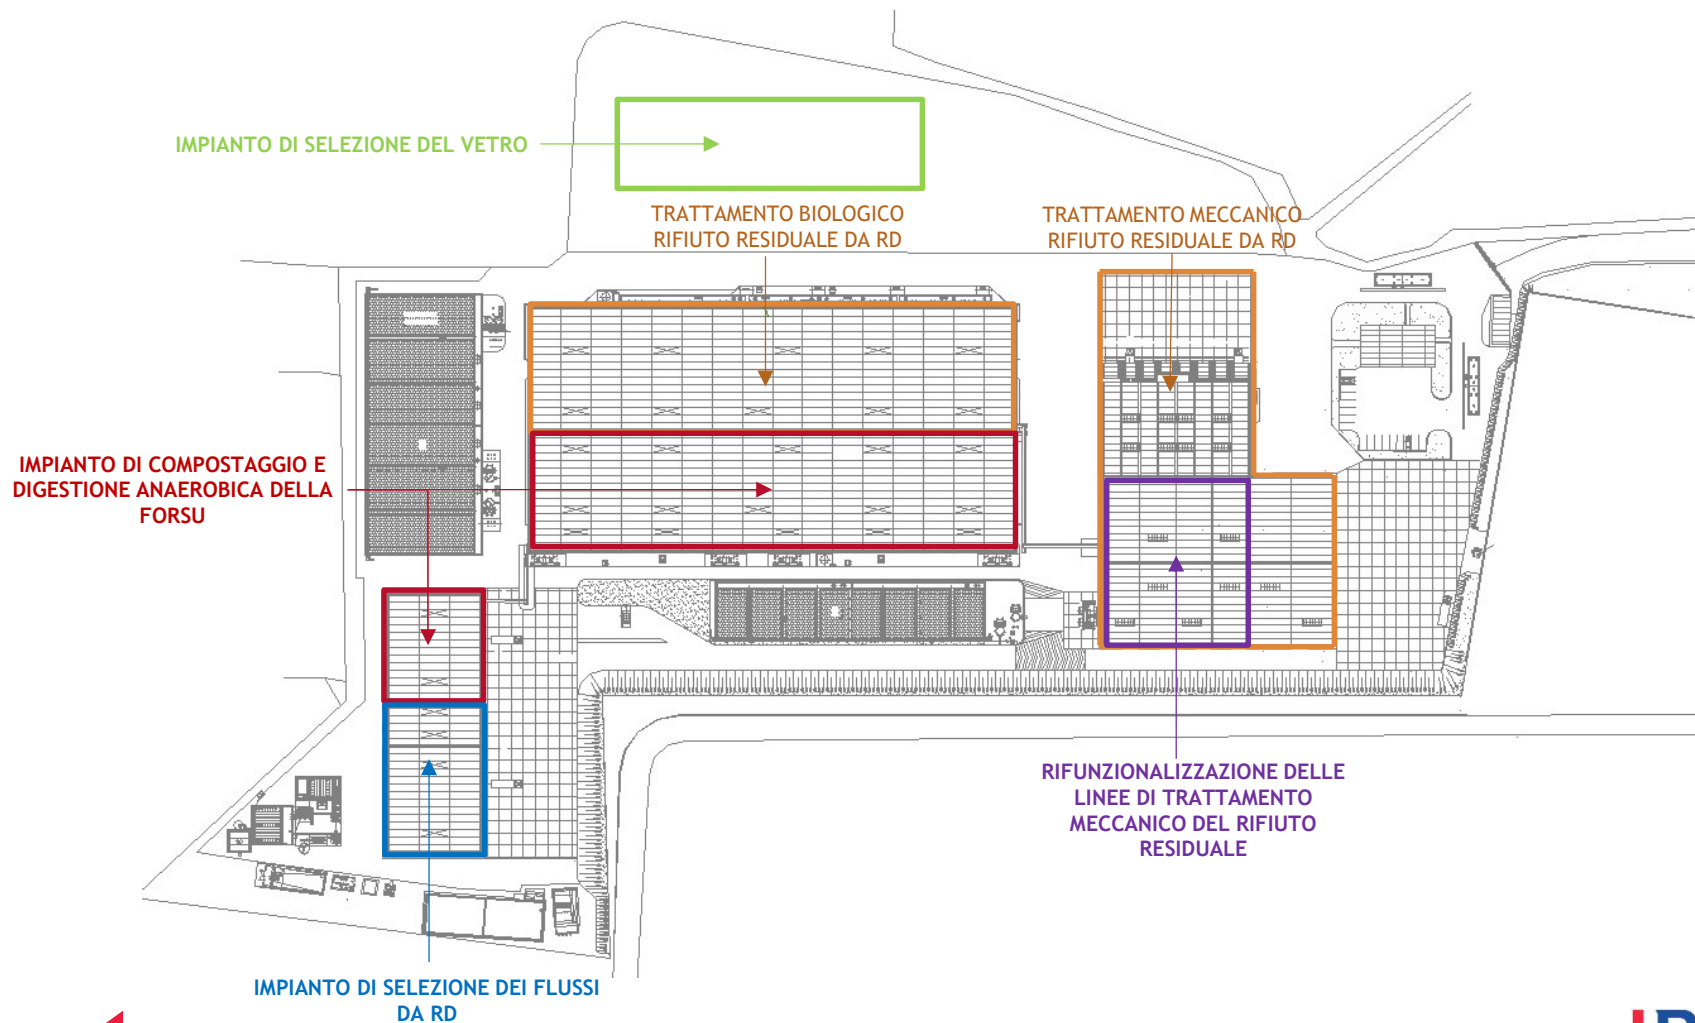 IMPIANTO DI SELEZIONE DEL VETRO
TRATTAMENTO BIOLOGICO
RIFIUTO RESIDUALE DA RD
TRATTAMENTO MECCANICO
RIFIUTO RESIDUALE DA RD
IMPIANTO DI COMPOSTAGGIO E
DIGESTIONE ANAEROBICA DELLA
FORSU
RIFUNZIONALIZZAZIONE DELLE
LINEE DI TRATTAMENTO
MECCANICO DEL RIFIUTO
RESIDUALE
IMPIANTO DI SELEZIONE DEI FLUSSI
DA RD